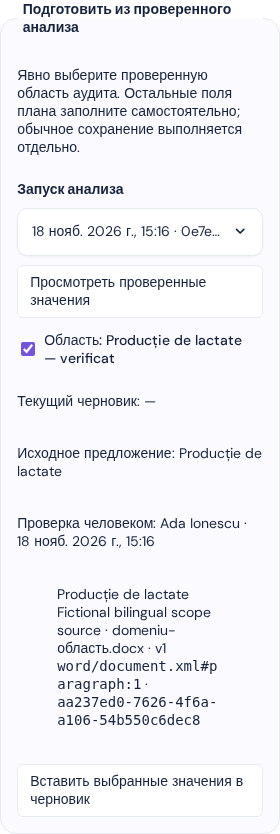 Подготовить из проверенного
анализа
Явно выберите проверенную
область аудита. Остальные поля
плана заполните самостоятельно;
обычное сохранение выполняется
отдельно.
Запуск анализа
18 нояб. 2026 г., 15:16 · 0e7e…
Просмотреть проверенные
значения
Область: Producție de lactate
— verificat
Текущий черновик: —
Исходное предложение: Producție de
lactate
Проверка человеком: Ada Ionescu ·
18 нояб. 2026 г., 15:16
Producție de lactate
Fictional bilingual scope
source · domeniu-
область.docx · v1
word/document.xml#p
aragraph:1 ·
aa237ed0-7626-4f6a-
a106-54b550c6dec8
Вставить выбранные значения в
черновик